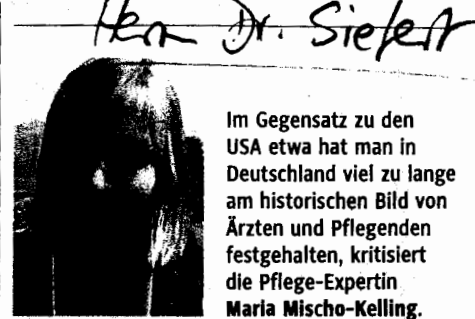 Herrn Dr. Siefert
Im Gegensatz zu den
USA etwa hat man in
Deutschland viel zu lange
am historischen Bild von
Ärzten und Pflegenden
festgehalten, kritisiert
die Pflege-Expertin
Maria Mischo-Kelling.